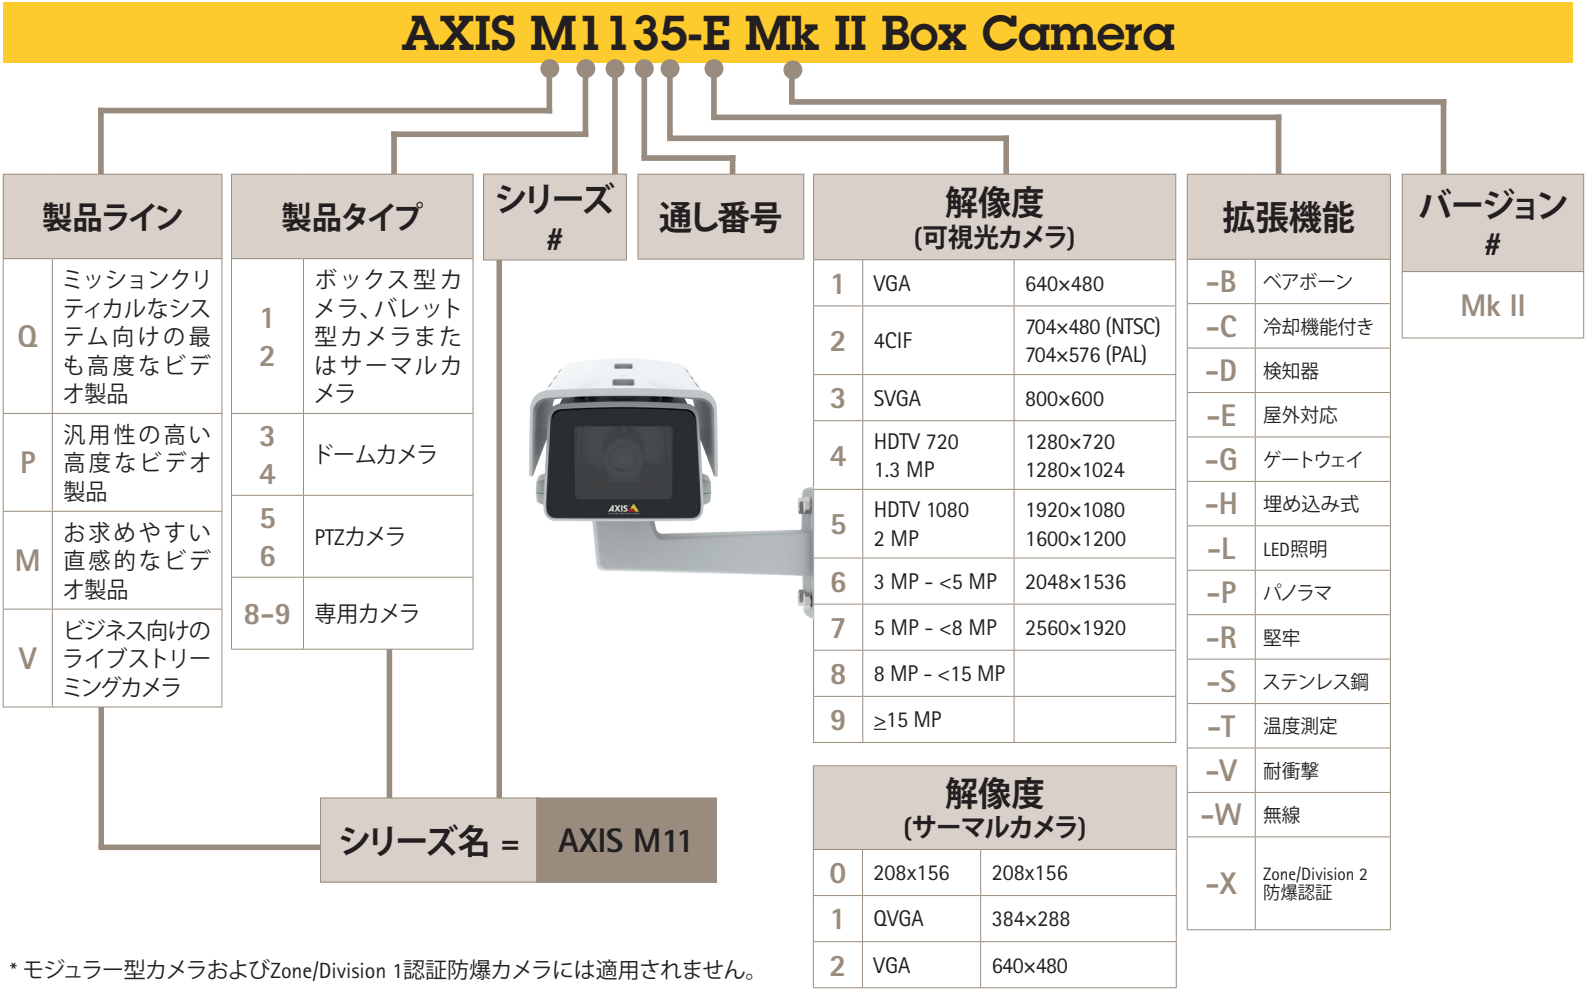 AXIS M1135-E Mk II Box Camera
製品ライン
Q
ミッションクリ
ティカルなシス
テム向けの最
も高度なビデ
オ製品
P
汎用性の高い
高度なビデオ
製品
M
お求めやすい
直感的なビデ
オ製品
V
ビジネス向けの
ライブストリー
ミングカメラ
製品タイプ
1
2
ボックス型カ
メラ、バレット
型カメラまた
はサーマルカ
メラ
3
4
ドームカメラ
5
6
PTZカメラ
8-9
専用カメラ
シリーズ
#
通し番号
解像度
(可視光カメラ)
1 VGA 640×480
2 4CIF 704×480 (NTSC)
704×576 (PAL)
3 SVGA 800×600
4 HDTV 720 1280×720
1.3 MP 1280×1024
5 HDTV 1080 1920×1080
2 MP 1600×1200
6 3 MP - <5 MP 2048×1536
7 5 MP - <8 MP 2560×1920
8 8 MP - <15 MP
9 ≥15 MP
解像度
(サーマルカメラ)
0 208x156 208x156
1 QVGA 384×288
2 VGA 640×480
拡張機能
-B ベアボーン
-C 冷却機能付き
-D 検知器
-E 屋外対応
-G ゲートウェイ
-H 埋め込み式
-L LED照明
-P パノラマ
-R 堅牢
-S ステンレス鋼
-T 温度測定
-V 耐衝撃
-W 無線
-X Zone/Division 2
防爆認証
バージョン
#
Mk II
AXIS
シリーズ名 = AXIS M11
* モジュラー型カメラおよびZone/Division 1認証防爆カメラには適用されません。